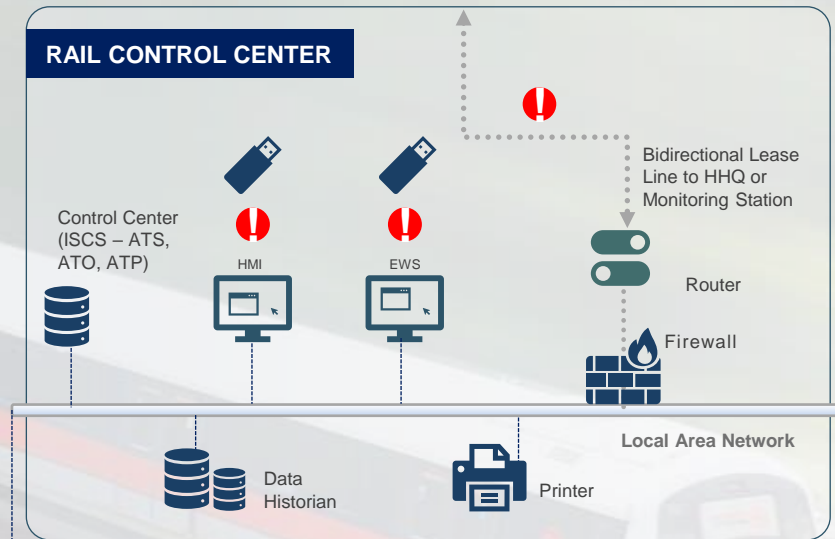 RAIL CONTROL CENTER
Bidirectional Lease
Line to HHQ or
Monitoring Station
Control Center
(ISCS – ATS,
ATO, ATP)
HMI
EWS
Router
Firewall
Local Area Network
Data
Historian
Printer